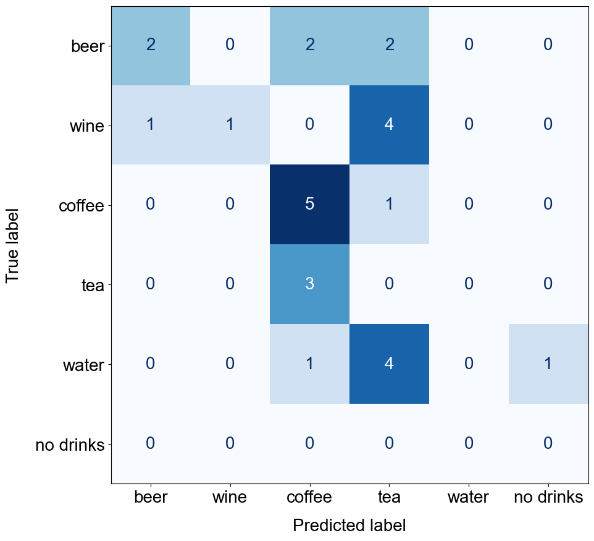 beer 2 0 2 2 0 0
wine 1 1 0 4 0 0
coffee 0 0 5 1 0 0
tea 0 0 3 0 0 0
water 0 0 1 4 0 1
no drinks 0 0 0 0 0 0
True label
beer wine coffee tea water no drinks
Predicted label